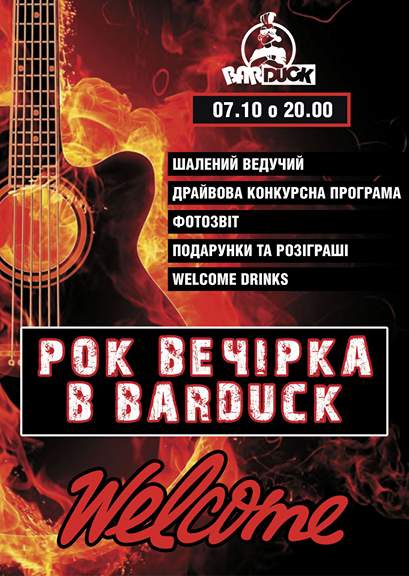 BARDUCK
07.10 о 20.00
ШАЛЕНИЙ ВЕДУЧИЙ
ДРАЙВОВА КОНКУРСНА ПРОГРАМА
ФОТОЗВІТ
ПОДАРУНКИ ТА РОЗІГРАШІ
WELCOME DRINKS
РОК ВЕЧІРКА
В BARDUCK
Welcome